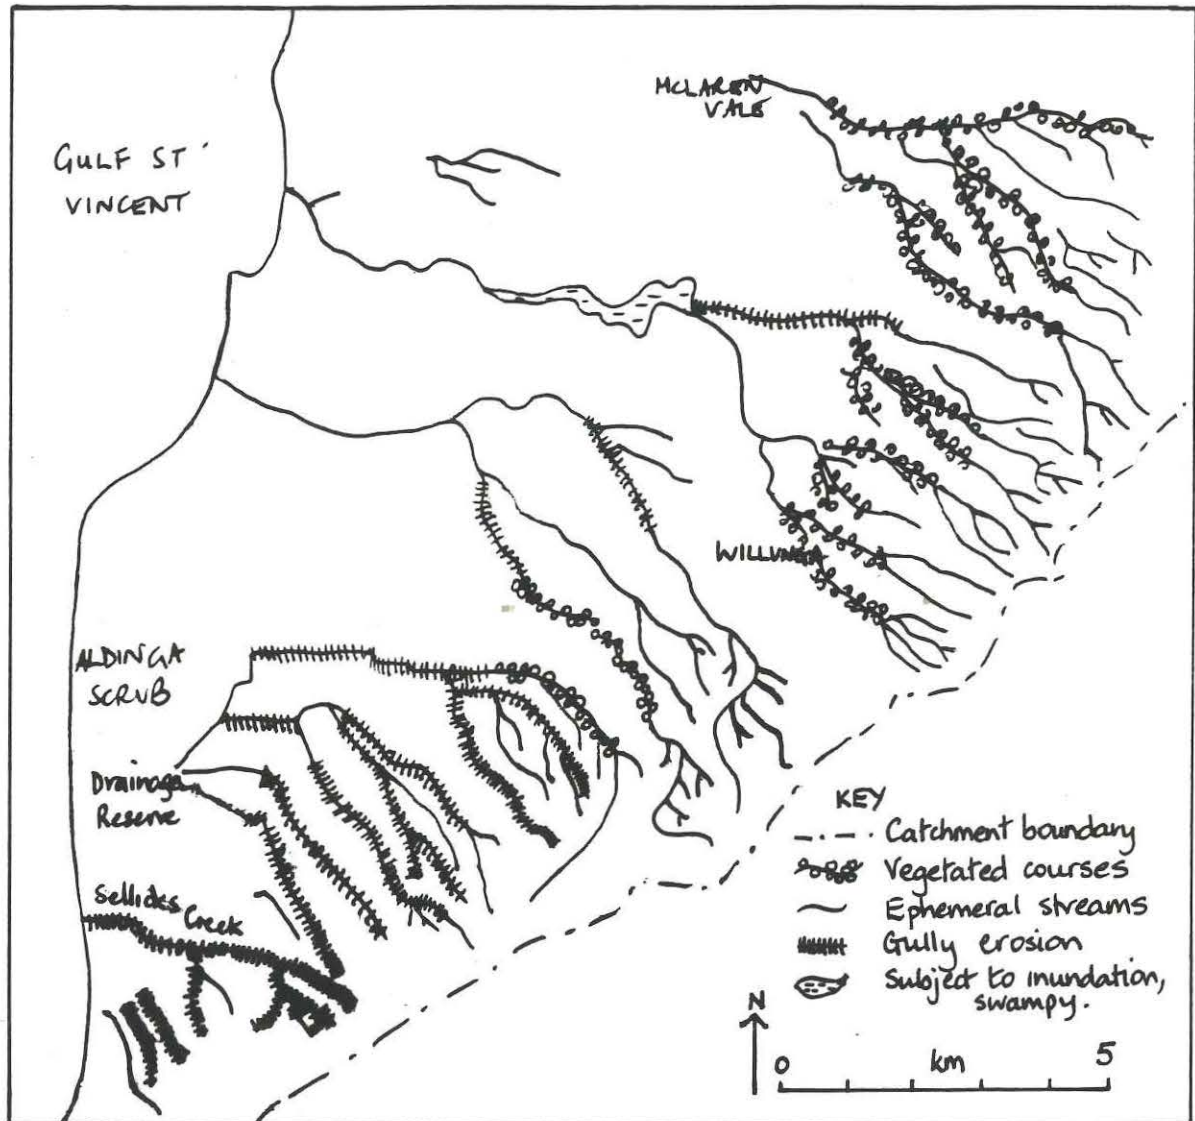 MCLAREN
VALE
GULF ST
VINCENT
WILLUNGA
ALDINGA
SCRUB
Drainage
Reserve
Sellicks Creek
KEY
Catchment boundary
Vegetated courses
Ephemeral streams
Gully erosion
Subject to inundation,
swampy.
N
0 km 5